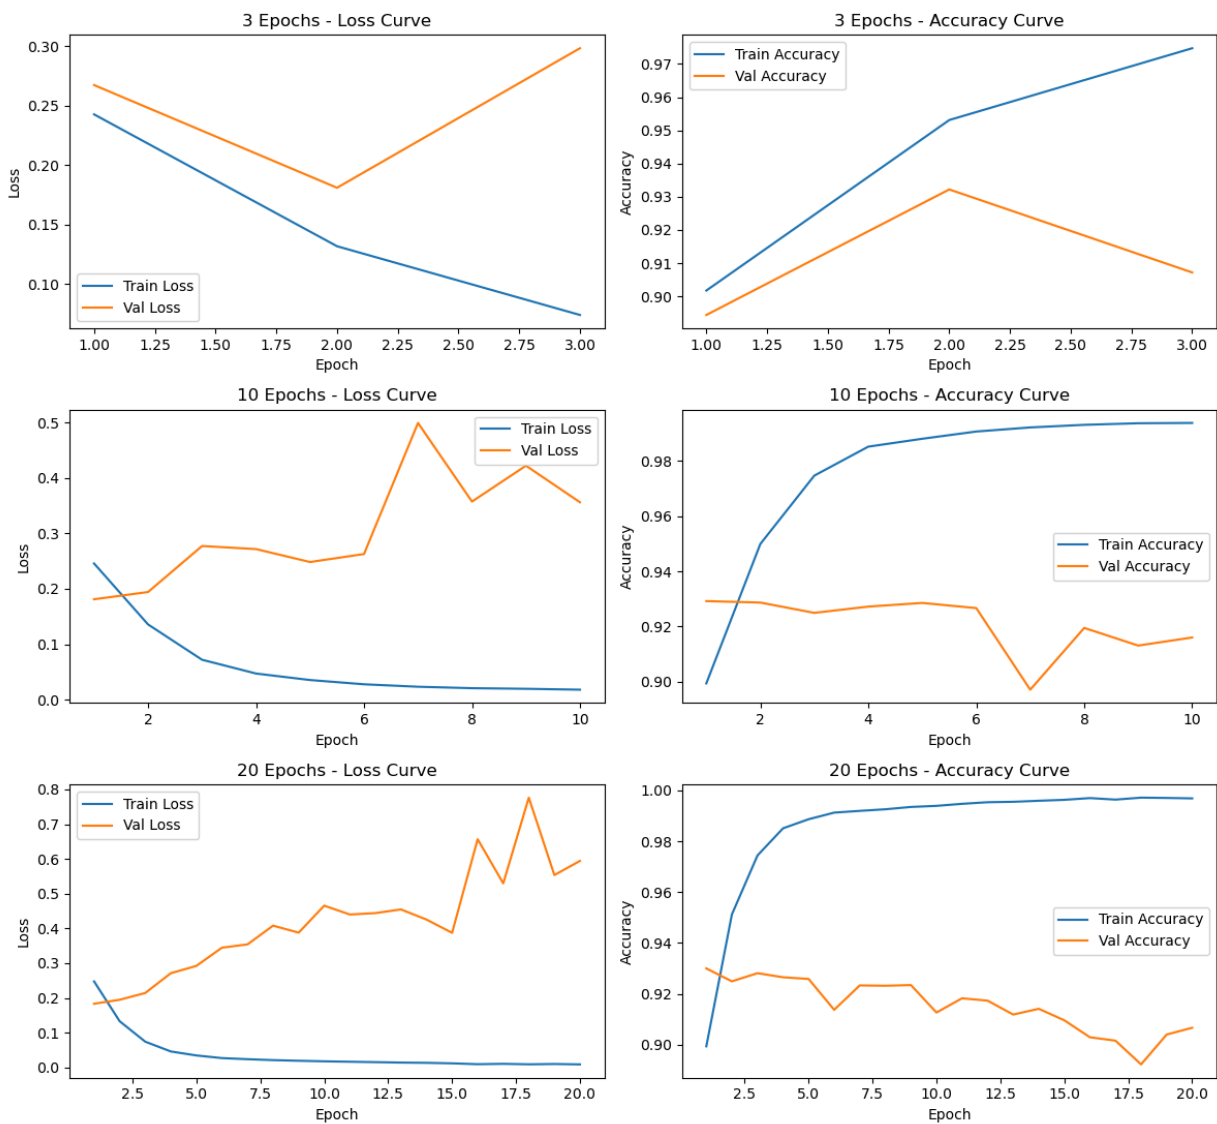 3 Epochs - Loss Curve
0.30
0.25
0.20
0.15
0.10
Loss
Train Loss
Val Loss
1.00 1.25 1.50 1.75 2.00 2.25 2.50 2.75 3.00
Epoch
3 Epochs - Accuracy Curve
0.97
0.96
0.95
0.94
0.93
0.92
0.91
0.90
Accuracy
Train Accuracy
Val Accuracy
1.00 1.25 1.50 1.75 2.00 2.25 2.50 2.75 3.00
Epoch
10 Epochs - Loss Curve
0.5
0.4
0.3
0.2
0.1
0.0
Loss
Train Loss
Val Loss
2 4 6 8 10
Epoch
10 Epochs - Accuracy Curve
0.98
0.96
0.94
0.92
0.90
Accuracy
Train Accuracy
Val Accuracy
2 4 6 8 10
Epoch
20 Epochs - Loss Curve
0.8
0.7
0.6
0.5
0.4
0.3
0.2
0.1
0.0
Loss
Train Loss
Val Loss
2.5 5.0 7.5 10.0 12.5 15.0 17.5 20.0
Epoch
20 Epochs - Accuracy Curve
1.00
0.98
0.96
0.94
0.92
0.90
Accuracy
Train Accuracy
Val Accuracy
2.5 5.0 7.5 10.0 12.5 15.0 17.5 20.0
Epoch